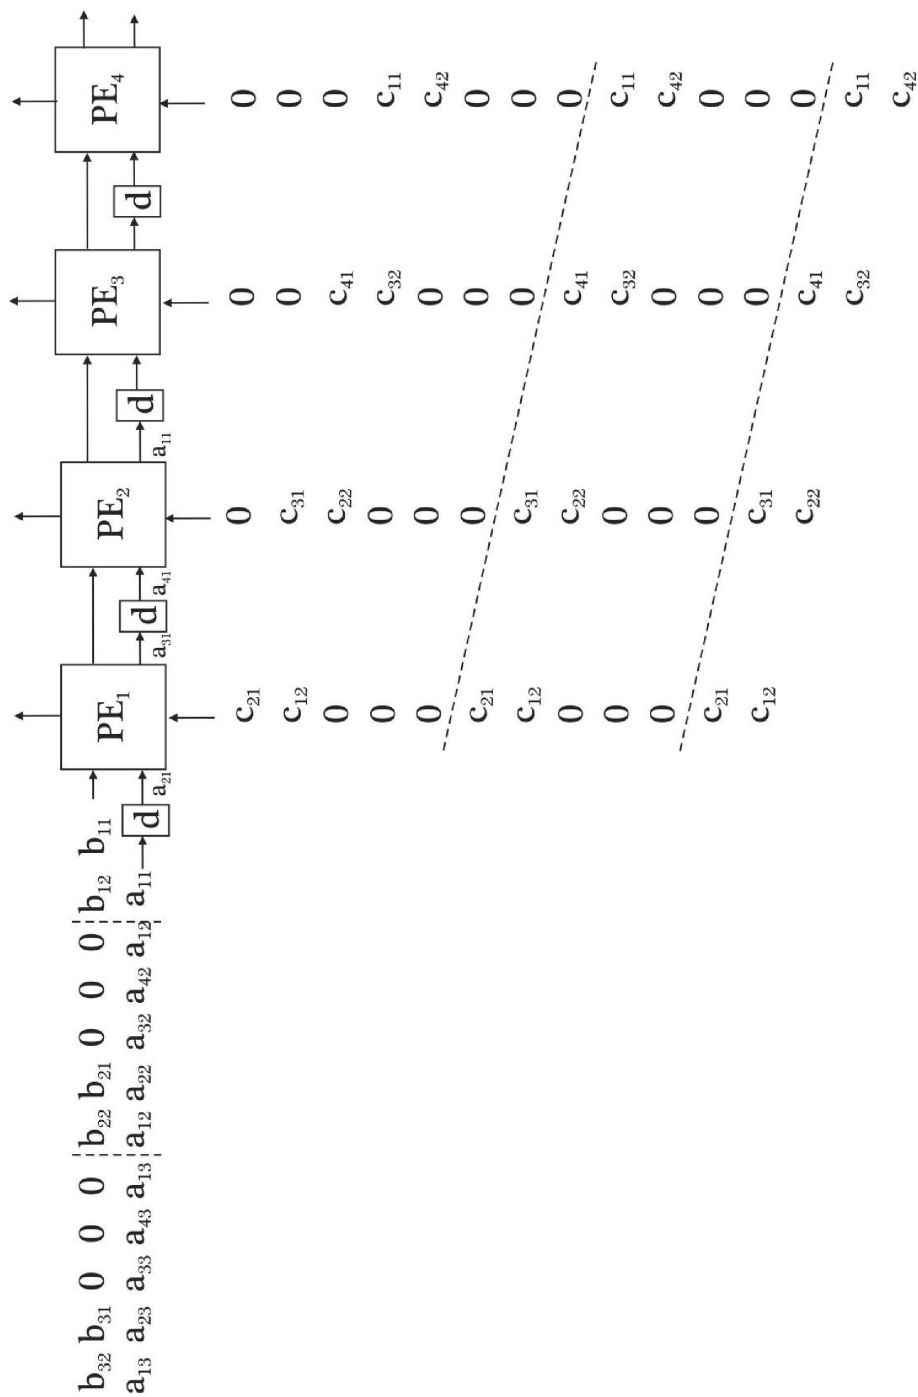 b₃₂ b₃₁ 0 0 0 b₂₂ b₂₁ 0 0 0 b₁₂ b₁₁
PE₁ PE₂ PE₃ PE₄
a₁₃ a₂₃ a₃₃ a₄₃ a₁₃ a₁₂ a₂₂ a₃₂ a₄₂ a₁₂ a₁₁ d d d d
a₂₁ a₃₁ a₄₁ a₁₁
c₂₁ 0 0 0
c₁₂ c₃₁ 0 0
0 c₂₂ c₄₁ 0
0 0 c₃₂ c₁₁
0 0 0 c₄₂
c₂₁ 0 0 0
c₁₂ c₃₁ 0 0
0 c₂₂ c₄₁ 0
0 0 c₃₂ c₁₁
0 0 0 c₄₂
c₂₁ 0 0 0
c₁₂ c₃₁ 0 0
c₂₂ c₄₁ 0
c₃₂ c₁₁
c₄₂